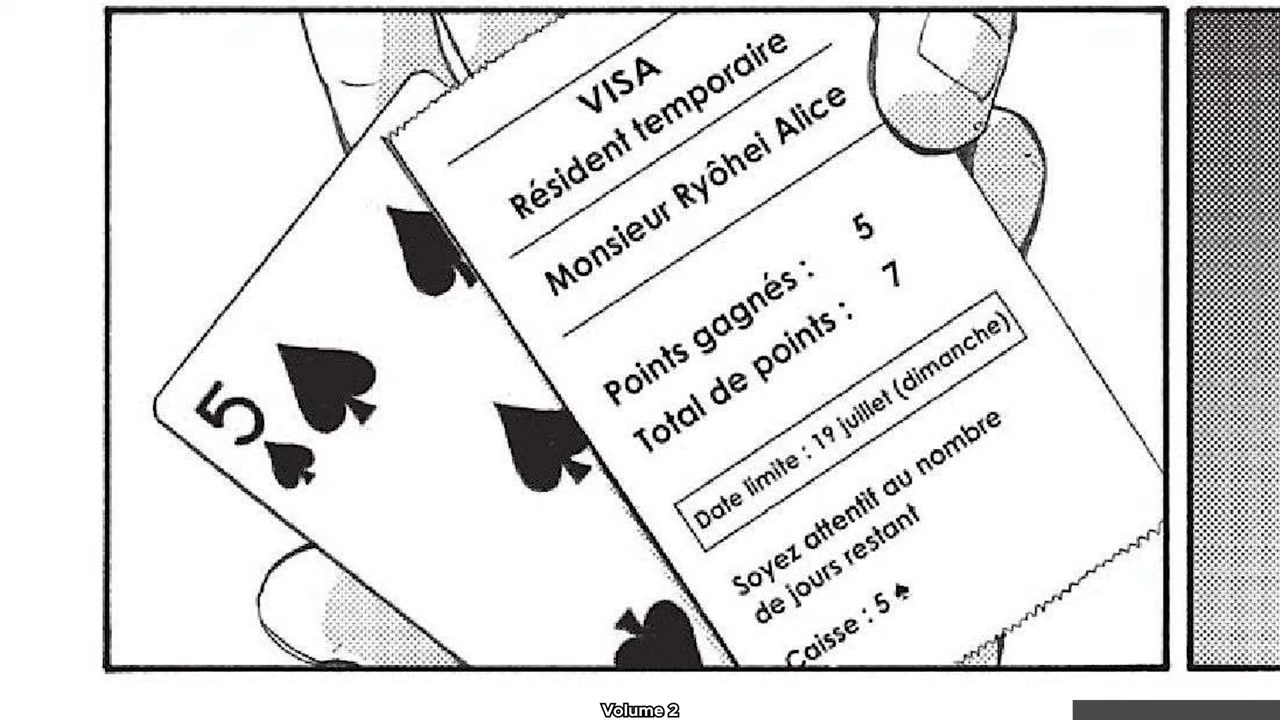 VISA
Résident temporaire
Monsieur Ryôhei Alice
Points gagnés : 5
Total de points : 7
Date limite : 19 juillet (dimanche)
Soyez attentif au nombre
de jours restant
Caisse : 5 ♠
5
Volume 2